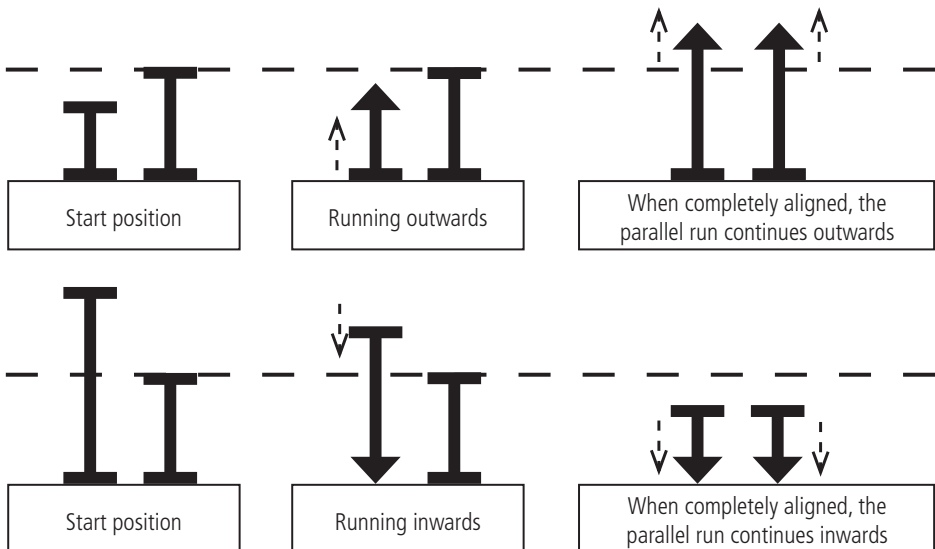 Start position
Running outwards
When completely aligned, the
parallel run continues outwards
Start position
Running inwards
When completely aligned, the
parallel run continues inwards